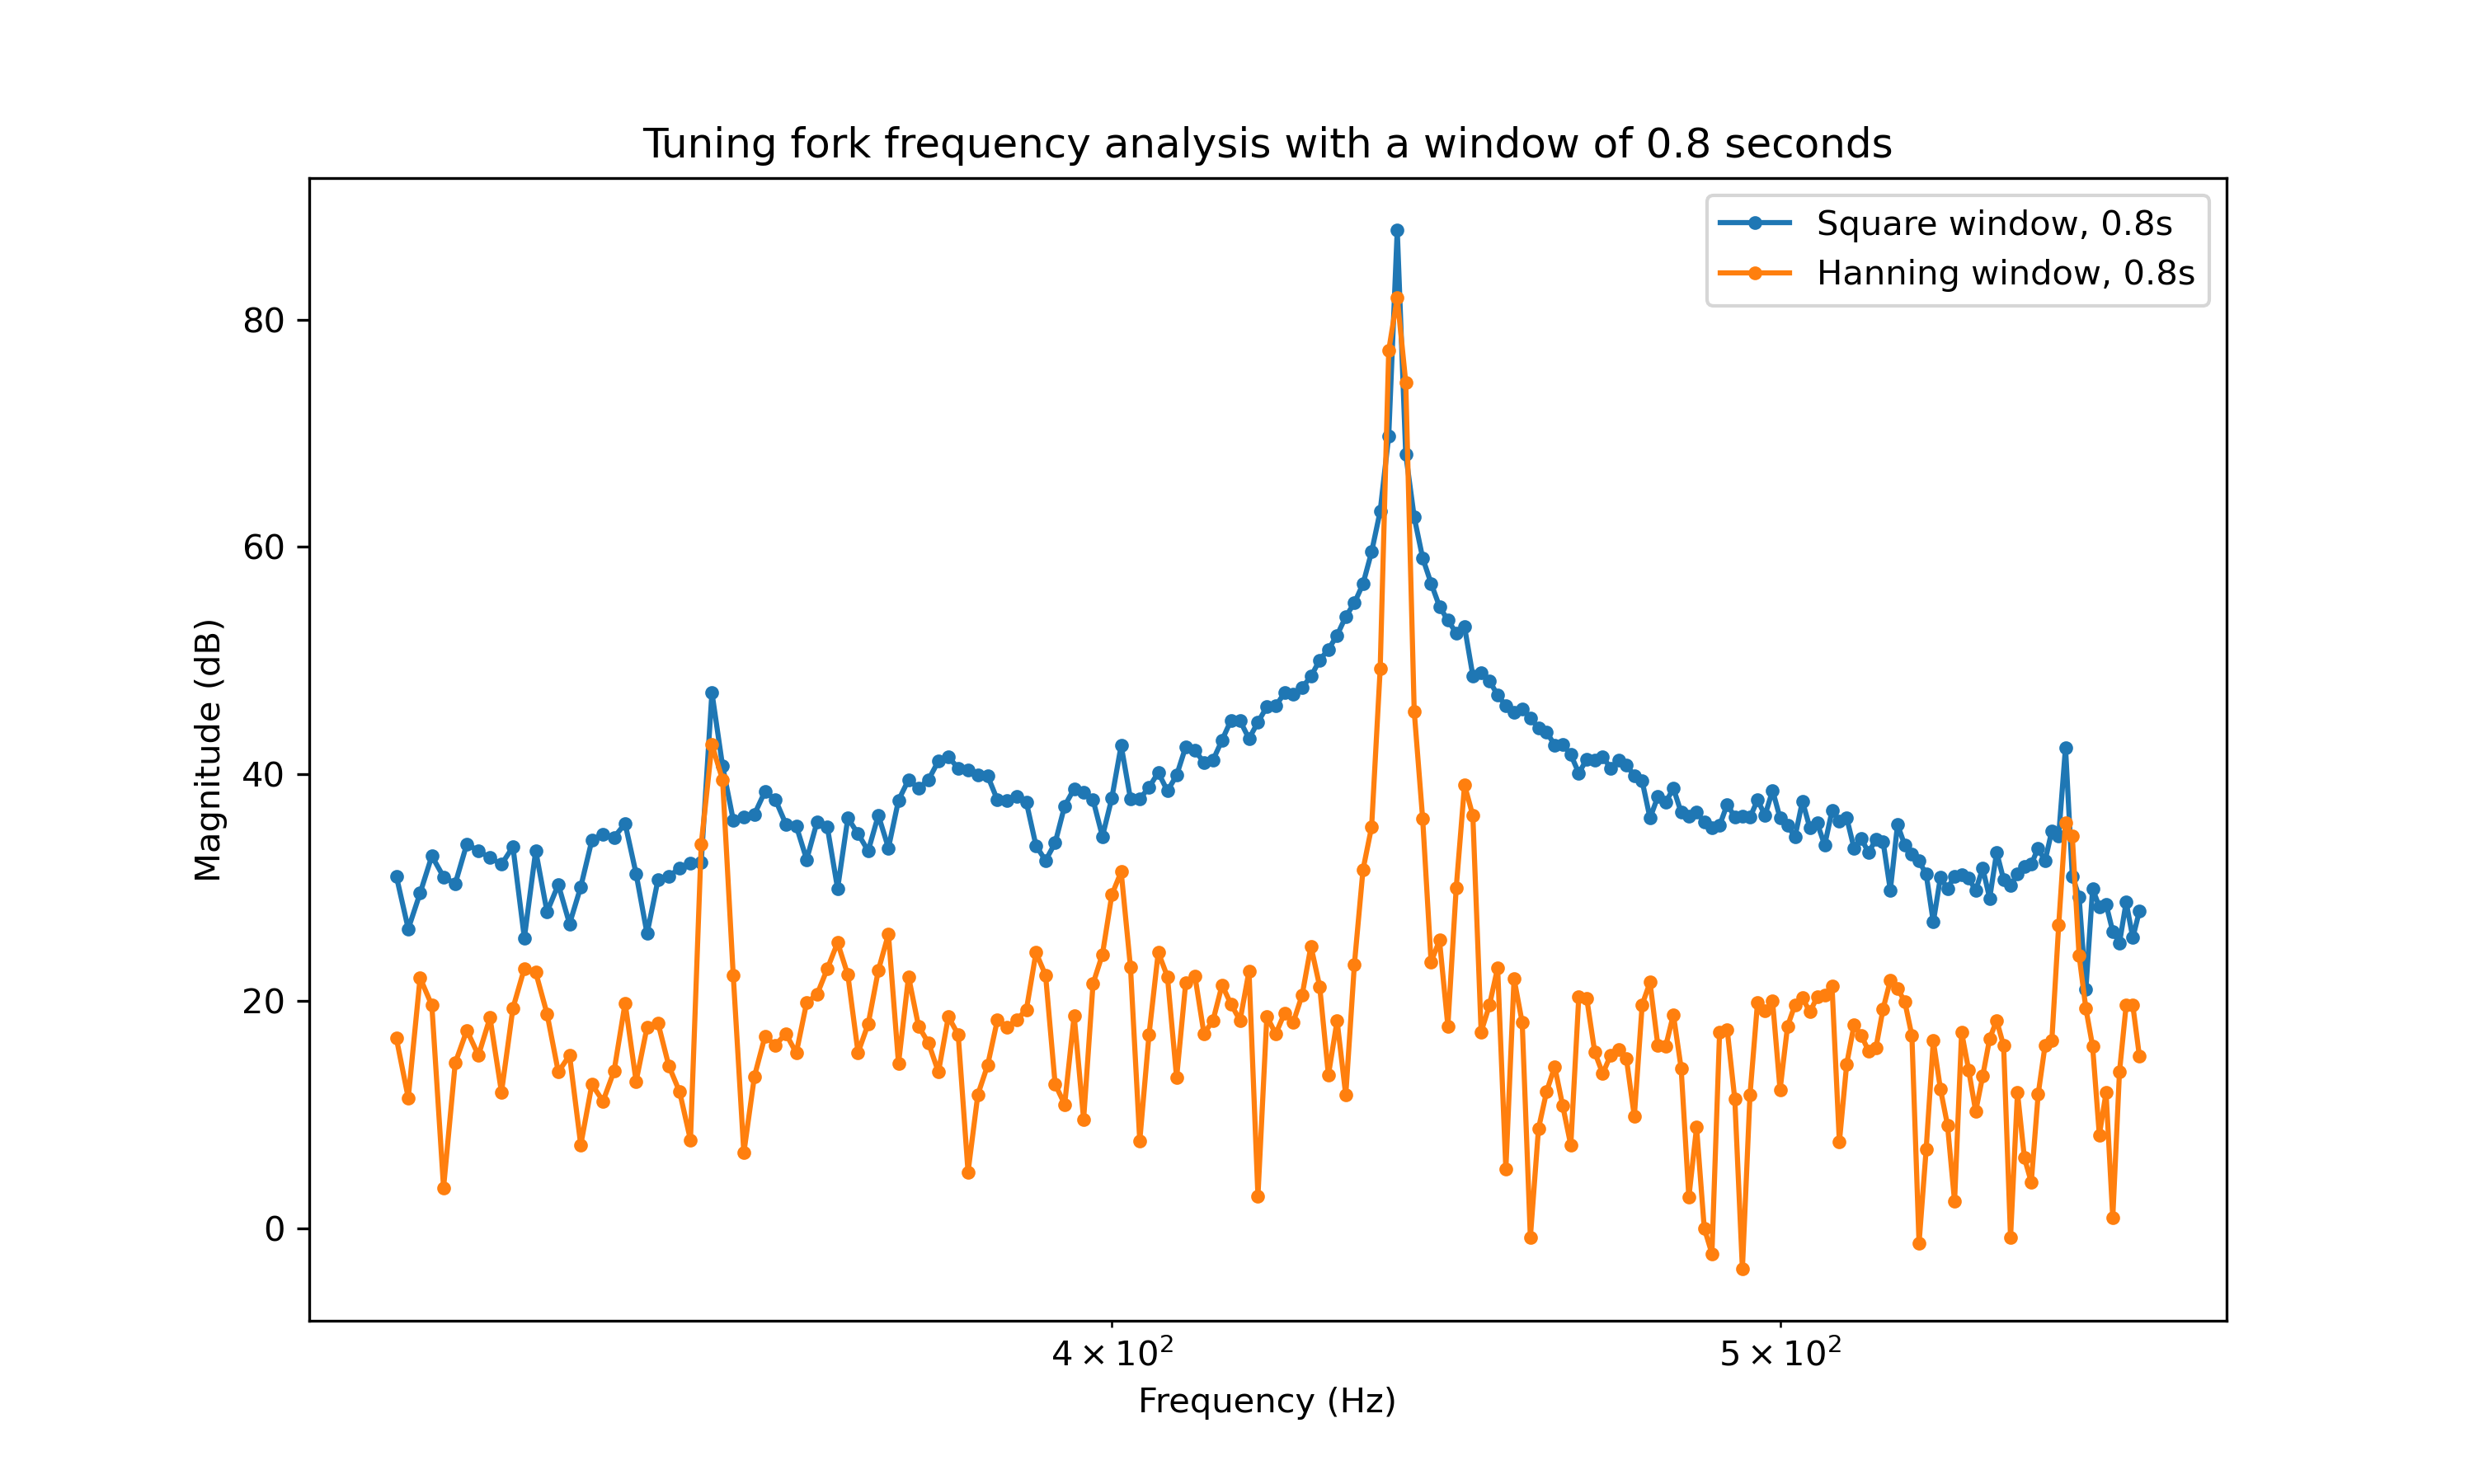 Tuning fork frequency analysis with a window of 0.8 seconds
Square window, 0.8s
Hanning window, 0.8s
80
60
40
20
0
Magnitude (dB)
4 × 10²
5 × 10²
Frequency (Hz)